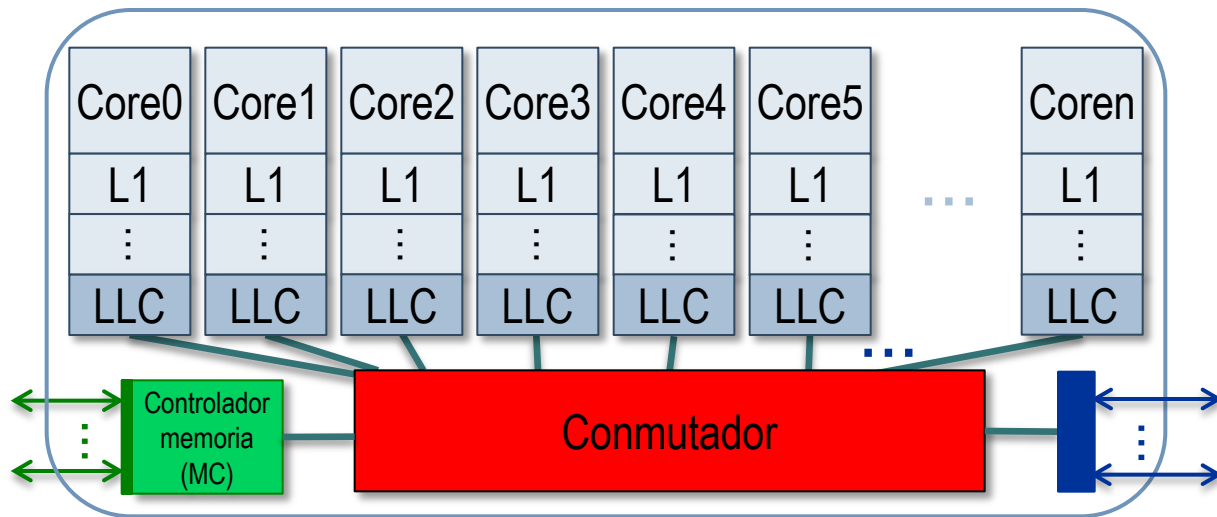 Core0 Core1 Core2 Core3 Core4 Core5 ... Coren
L1 L1 L1 L1 L1 L1 L1
⋮ ⋮ ⋮ ⋮ ⋮ ⋮ ⋮
LLC LLC LLC LLC LLC LLC LLC
...
Controlador
memoria
(MC)
Conmutador